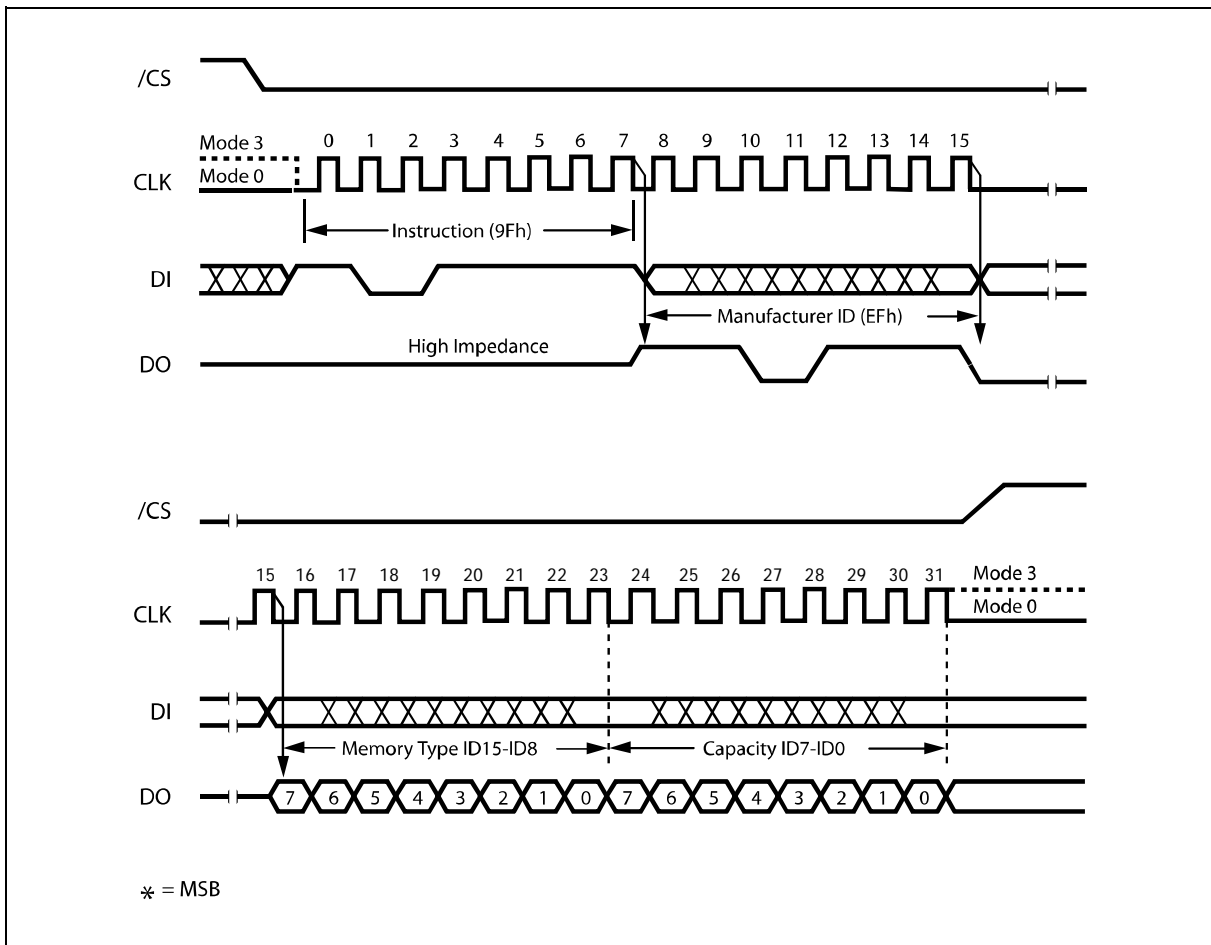 /CS
Mode 3
Mode 0
CLK
0 1 2 3 4 5 6 7 8 9 10 11 12 13 14 15
Instruction (9Fh)
DI
Manufacturer ID (EFh)
High Impedance
DO
/CS
15 16 17 18 19 20 21 22 23 24 25 26 27 28 29 30 31
Mode 3
Mode 0
CLK
DI
Memory Type ID15-ID8
Capacity ID7-ID0
DO
7 6 5 4 3 2 1 0 7 6 5 4 3 2 1 0
* = MSB